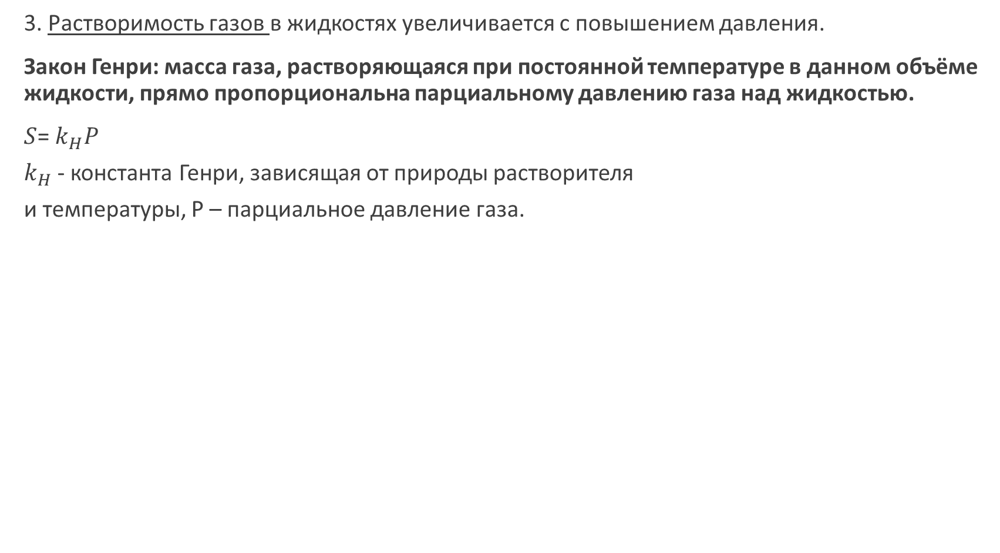 3. Растворимость газов в жидкостях увеличивается с повышением давления.
Закон Генри: масса газа, растворяющаяся при постоянной температуре в данном объёме
жидкости, прямо пропорциональна парциальному давлению газа над жидкостью.
S= k_H P
k_H - константа Генри, зависящая от природы растворителя
и температуры, P – парциальное давление газа.